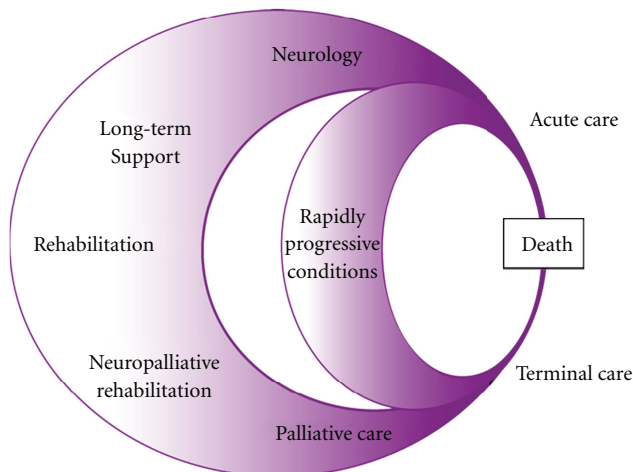 Neurology
Acute care
Long-term
Support
Rehabilitation
Rapidly
progressive
conditions
Death
Neuropalliative
rehabilitation
Terminal care
Palliative care